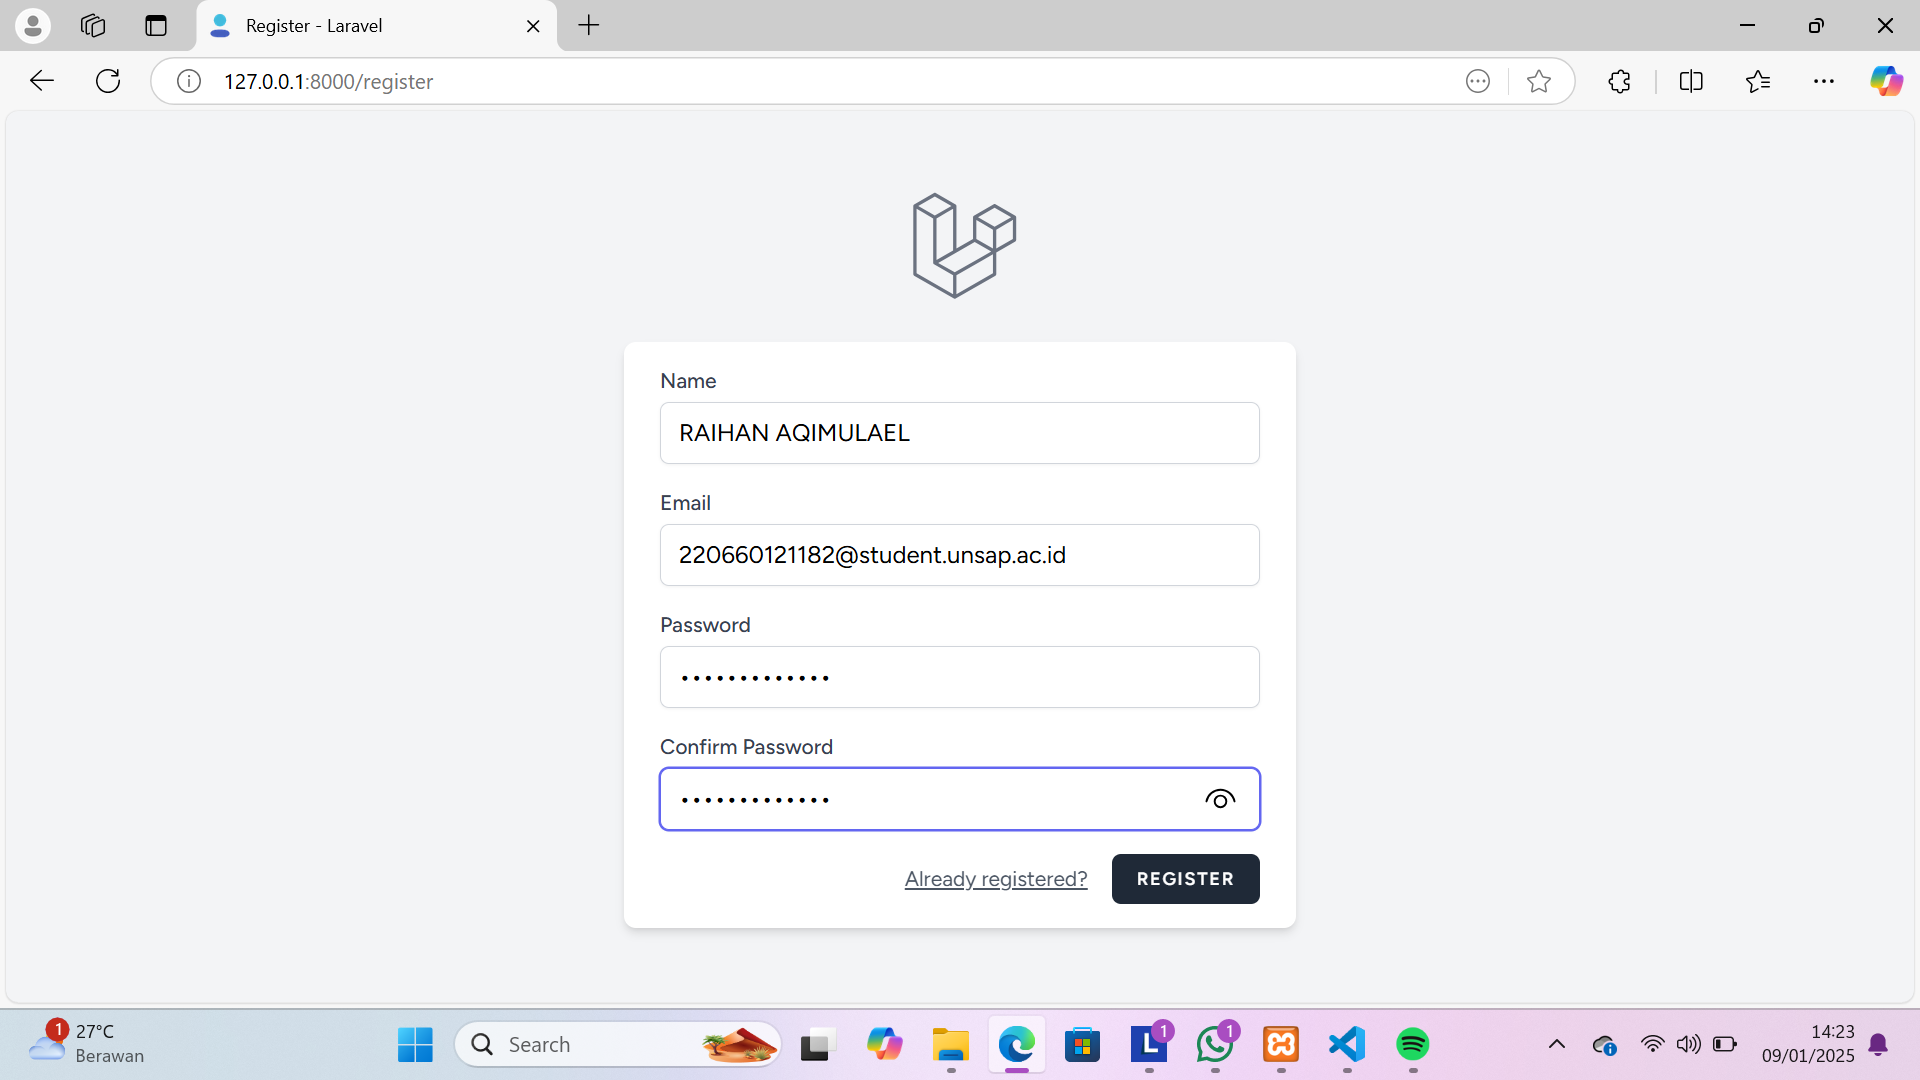 Register - Laravel
127.0.0.1:8000/register
Name
RAIHAN AQIMULAEL
Email
220660121182@student.unsap.ac.id
Password
•••••••••••••
Confirm Password
•••••••••••••
Already registered?
REGISTER
1
27°C
Berawan
Search
L
1
1
14:23
09/01/2025